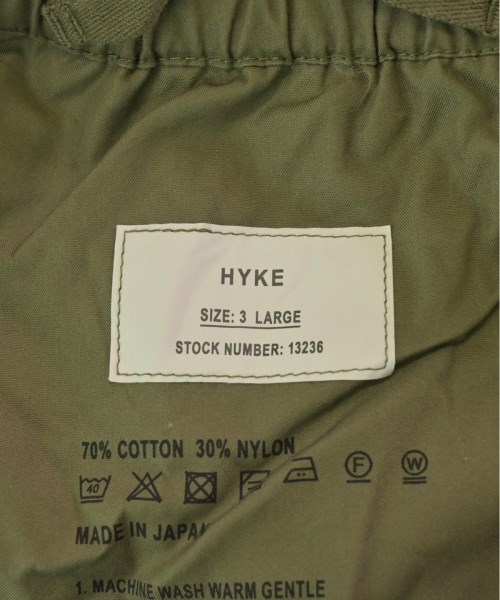 HYKE
SIZE: 3 LARGE
STOCK NUMBER: 13236
70% COTTON 30% NYLON
40 F W
MADE IN JAPAN
1. MACHINE WASH WARM GENTLE